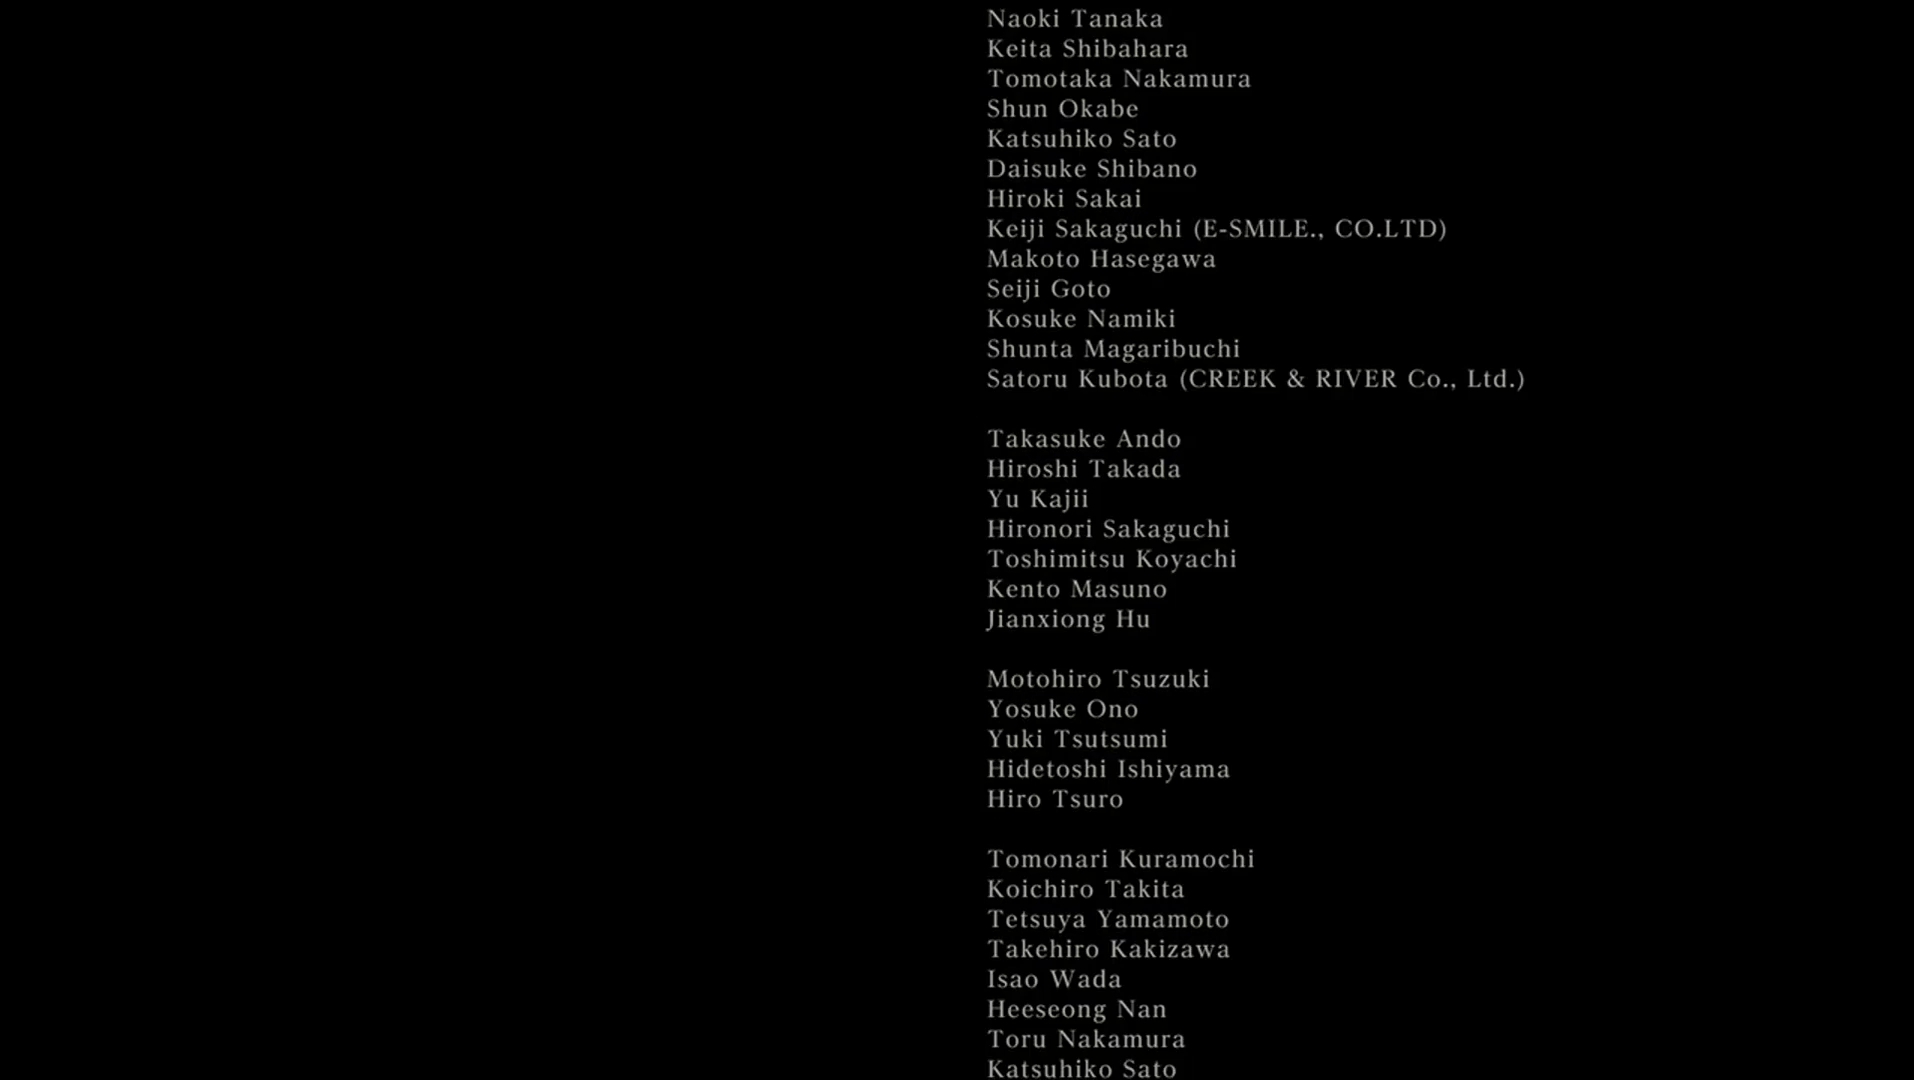 Naoki Tanaka
Keita Shibahara
Tomotaka Nakamura
Shun Okabe
Katsuhiko Sato
Daisuke Shibano
Hiroki Sakai
Keiji Sakaguchi (E-SMILE., CO.LTD)
Makoto Hasegawa
Seiji Goto
Kosuke Namiki
Shunta Magaribuchi
Satoru Kubota (CREEK & RIVER Co., Ltd.)
Takasuke Ando
Hiroshi Takada
Yu Kajii
Hironori Sakaguchi
Toshimitsu Koyachi
Kento Masuno
Jianxiong Hu
Motohiro Tsuzuki
Yosuke Ono
Yuki Tsutsumi
Hidetoshi Ishiyama
Hiro Tsuro
Tomonari Kuramochi
Koichiro Takita
Tetsuya Yamamoto
Takehiro Kakizawa
Isao Wada
Heeseong Nan
Toru Nakamura
Katsuhiko Sato